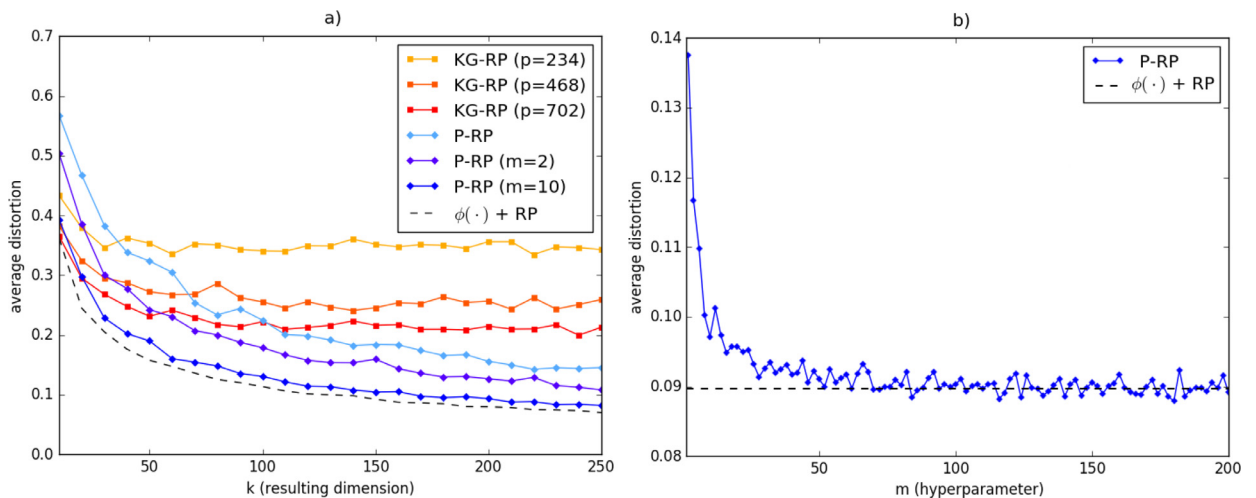 a)
0.7
0.6
0.5
0.4
0.3
0.2
0.1
0.0
average distortion
KG-RP (p=234)
KG-RP (p=468)
KG-RP (p=702)
P-RP
P-RP (m=2)
P-RP (m=10)
ϕ(·) + RP
50
100
150
200
250
k (resulting dimension)
b)
0.14
0.13
0.12
0.11
0.10
0.09
0.08
average distortion
P-RP
ϕ(·) + RP
50
100
150
200
m (hyperparameter)